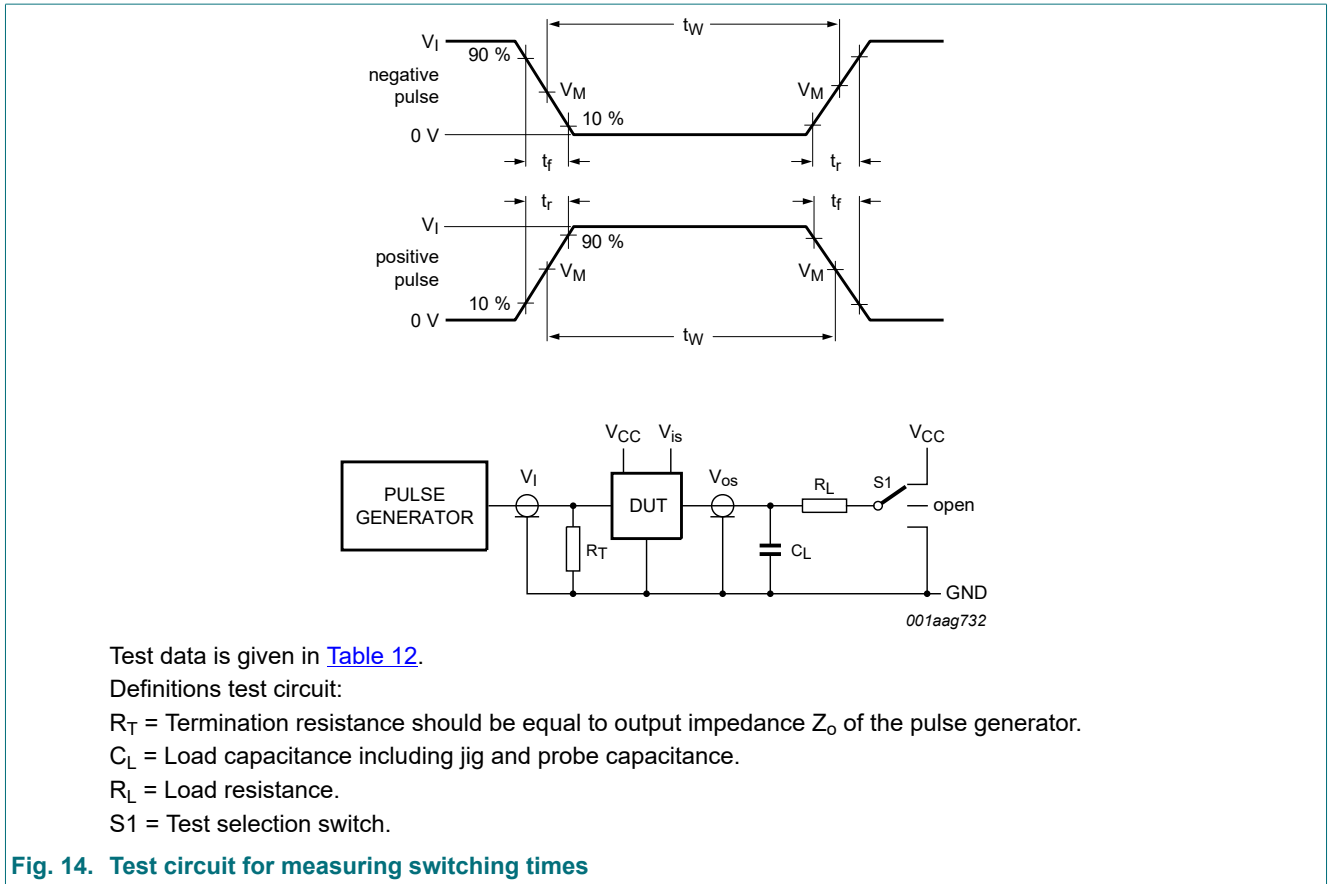 tW
VI
90 %
negative
pulse
VM
VM
10 %
0 V
tf
tr
tr
tf
VI
90 %
positive
pulse
VM
VM
10 %
0 V
tW
VCC
Vis
VCC
PULSE
GENERATOR
VI
DUT
Vos
RL
S1
open
RT
CL
GND
001aag732
Test data is given in Table 12.
Definitions test circuit:
RT = Termination resistance should be equal to output impedance Zo of the pulse generator.
CL = Load capacitance including jig and probe capacitance.
RL = Load resistance.
S1 = Test selection switch.
Fig. 14. Test circuit for measuring switching times